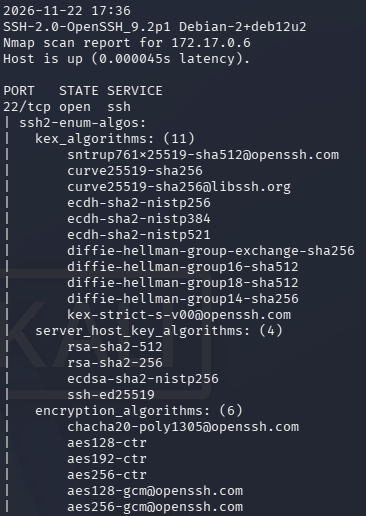 2026-11-22 17:36
SSH-2.0-OpenSSH_9.2p1 Debian-2+deb12u2
Nmap scan report for 172.17.0.6
Host is up (0.000045s latency).

PORT   STATE SERVICE
22/tcp open  ssh
| ssh2-enum-algos:
|   kex_algorithms: (11)
|       sntrup761×25519-sha512@openssh.com
|       curve25519-sha256
|       curve25519-sha256@libssh.org
|       ecdh-sha2-nistp256
|       ecdh-sha2-nistp384
|       ecdh-sha2-nistp521
|       diffie-hellman-group-exchange-sha256
|       diffie-hellman-group16-sha512
|       diffie-hellman-group18-sha512
|       diffie-hellman-group14-sha256
|       kex-strict-s-v00@openssh.com
|   server_host_key_algorithms: (4)
|       rsa-sha2-512
|       rsa-sha2-256
|       ecdsa-sha2-nistp256
|       ssh-ed25519
|   encryption_algorithms: (6)
|       chacha20-poly1305@openssh.com
|       aes128-ctr
|       aes192-ctr
|       aes256-ctr
|       aes128-gcm@openssh.com
|       aes256-gcm@openssh.com
KALI